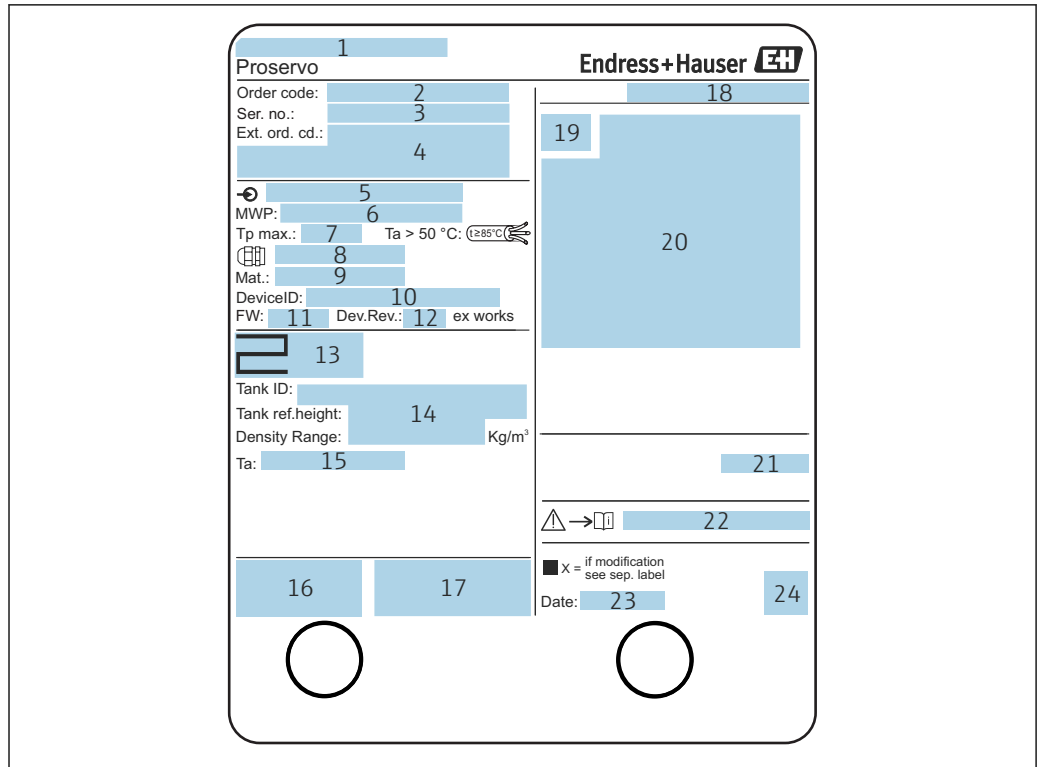 1
Proservo
Endress+Hauser EH
Order code: 2
Ser. no.: 3
Ext. ord. cd.:
4
5
MWP: 6
Tp max.: 7 Ta > 50 °C: t≥85°C
8
Mat.: 9
DeviceID: 10
FW: 11 Dev.Rev.: 12 ex works
13
Tank ID:
Tank ref.height: 14
Density Range: Kg/m³
Ta: 15
16 17
18
19
20
21
i 22
X = if modification
see sep. label
Date: 23
24